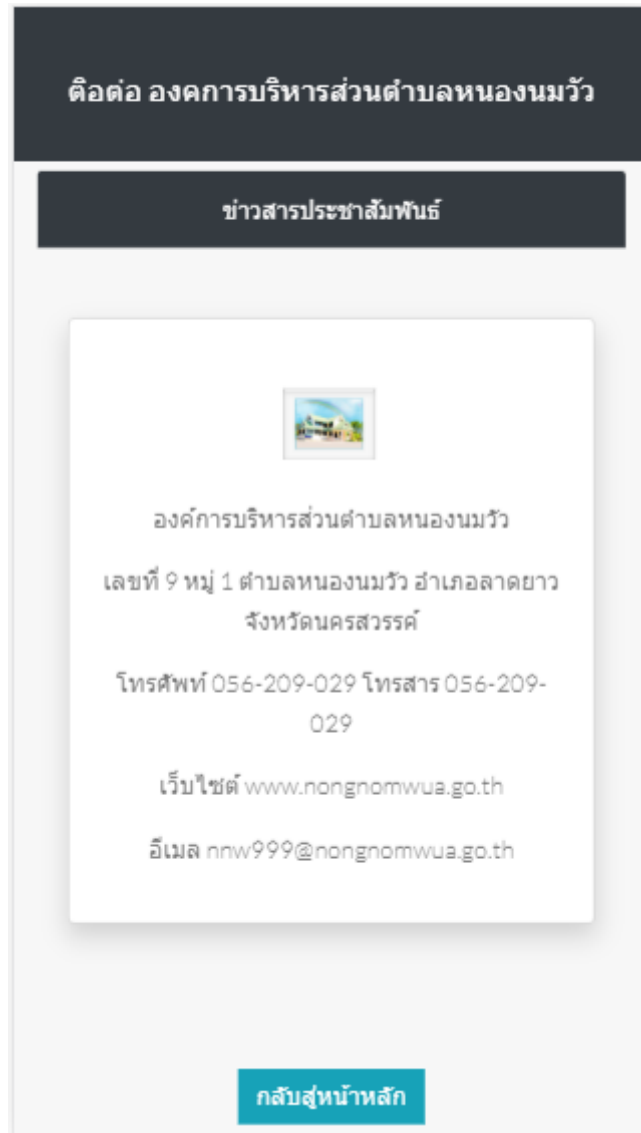 ติอต่อ องคการบริหารส่วนตำบลหนองนมวัว
ข่าวสารประชาสัมพันธ์
องค์การบริหารส่วนตำบลหนองนมวัว
เลขที่ 9 หมู่ 1 ตำบลหนองนมวัว อำเภอลาดยาว
จังหวัดนครสวรรค์
โทรศัพท์ 056-209-029 โทรสาร 056-209-
029
เว็บไซต์ www.nongnomwua.go.th
อีเมล nnw999@nongnomwua.go.th
กลับสู่หน้าหลัก